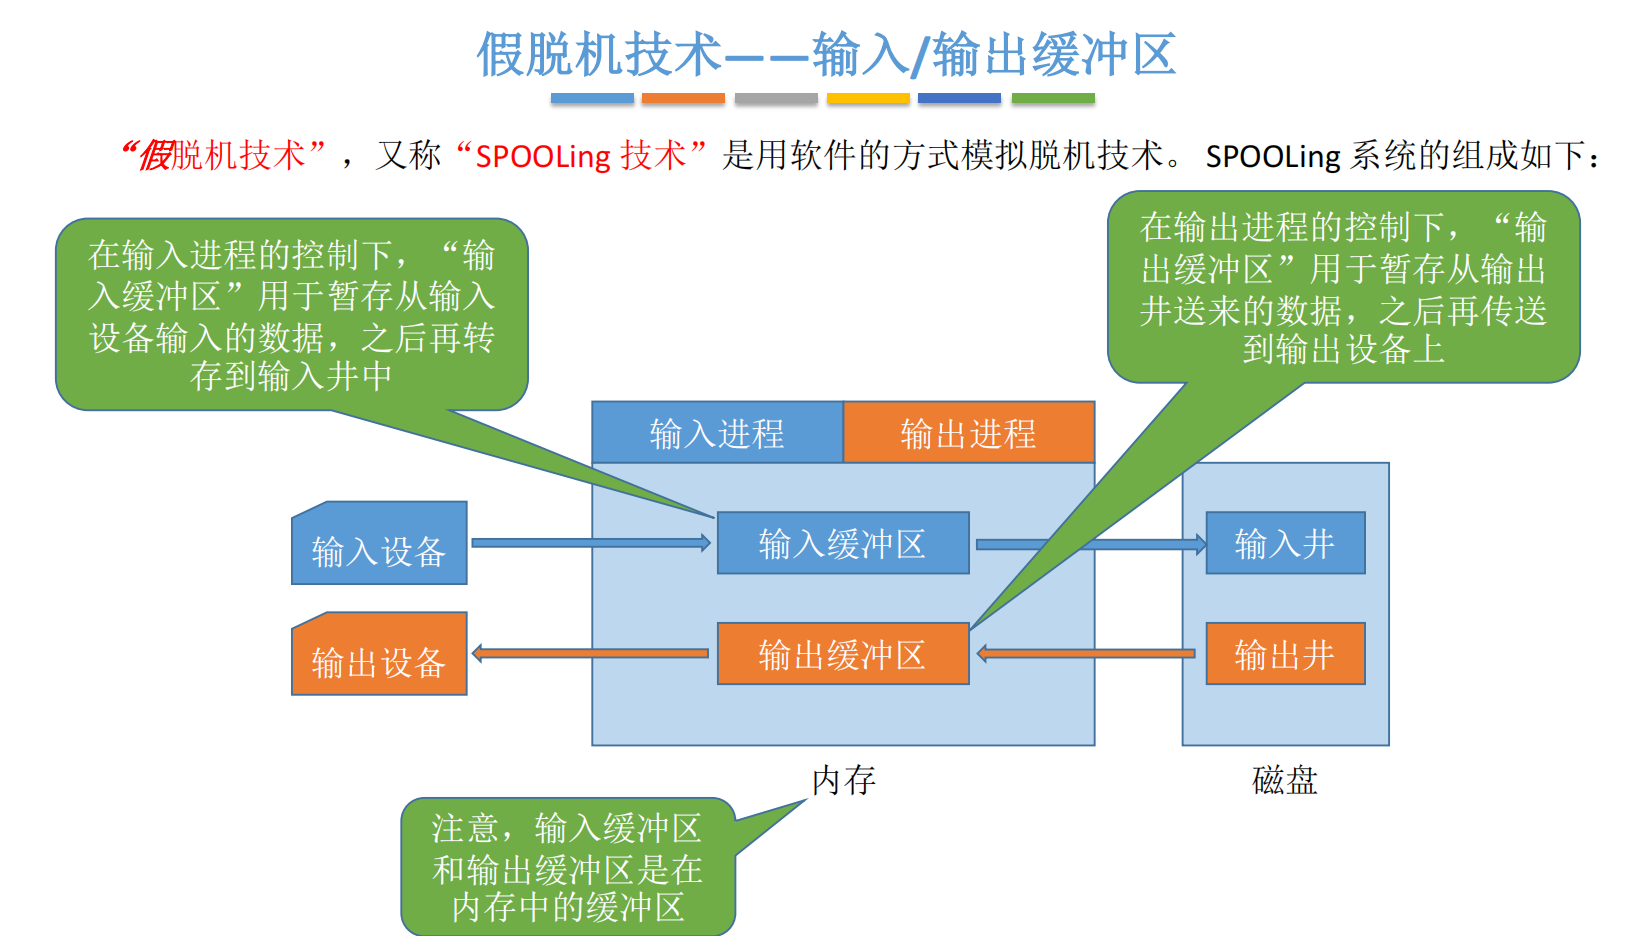 假脱机技术——输入/输出缓冲区
“假脱机技术”，又称“SPOOLing 技术”是用软件的方式模拟脱机技术。SPOOLing 系统的组成如下：
在输入进程的控制下，“输
入缓冲区”用于暂存从输入
设备输入的数据，之后再转
存到输入井中
在输出进程的控制下，“输
出缓冲区”用于暂存从输出
井送来的数据，之后再传送
到输出设备上
输入进程
输出进程
输入设备
输入缓冲区
输入井
输出设备
输出缓冲区
输出井
内存
磁盘
注意，输入缓冲区
和输出缓冲区是在
内存中的缓冲区